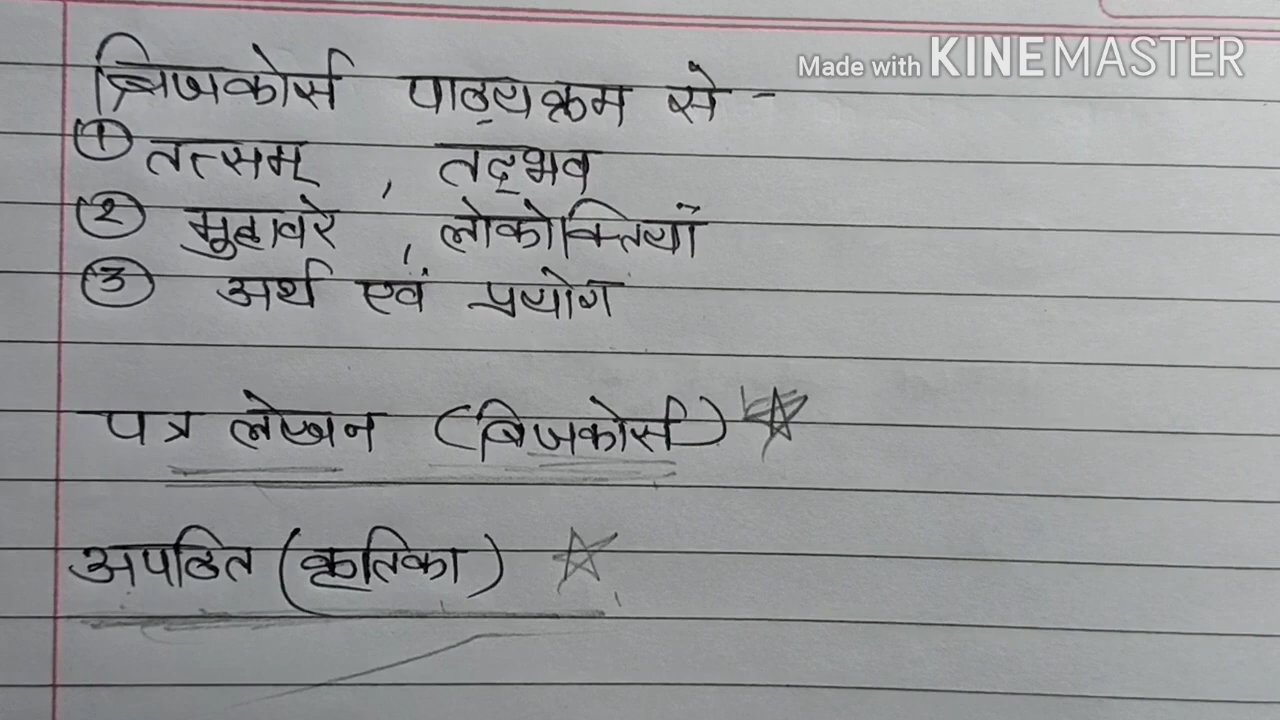 Made with KINEMASTER
ब्रिजकोर्स पाठ्यक्रम से -
① तत्सम् , तद्भव
② मुहावरे , लोकोक्तियाँ
③ अर्थ एवं प्रयोग
पत्र लेखन (ब्रिजकोर्स)
अपठित (कृतिका)